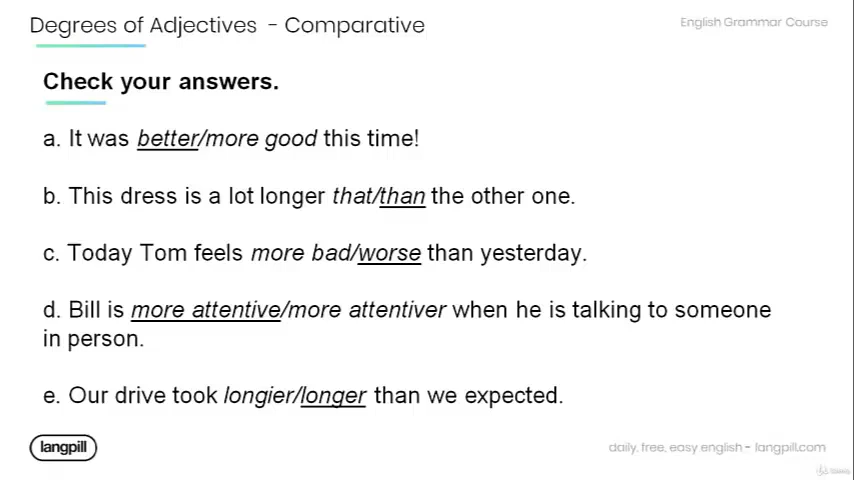 Degrees of Adjectives - Comparative
English Grammar Course
Check your answers.
a. It was better/more good this time!
b. This dress is a lot longer that/than the other one.
c. Today Tom feels more bad/worse than yesterday.
d. Bill is more attentive/more attentiver when he is talking to someone
in person.
e. Our drive took longier/longer than we expected.
langpill
daily, free, easy english - langpill.com